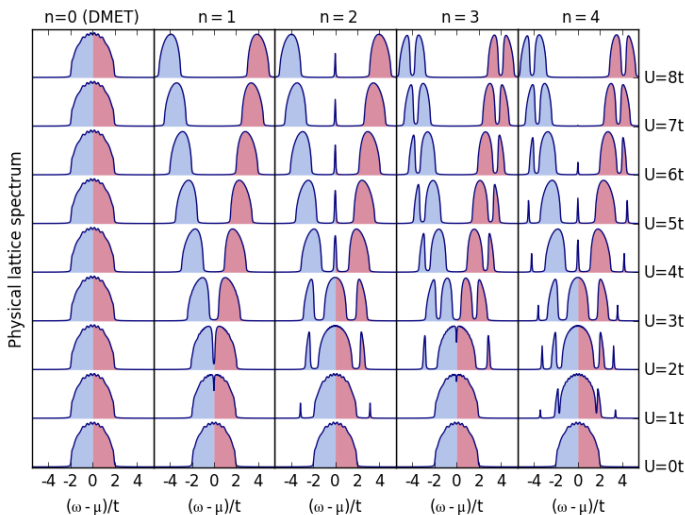 n=0 (DMET) n = 1 n = 2 n = 3 n = 4
Physical lattice spectrum
U=8t
U=7t
U=6t
U=5t
U=4t
U=3t
U=2t
U=1t
U=0t
-4 -2 0 2 4 -4 -2 0 2 4 -4 -2 0 2 4 -4 -2 0 2 4 -4 -2 0 2 4
(ω - μ)/t (ω - μ)/t (ω - μ)/t (ω - μ)/t (ω - μ)/t